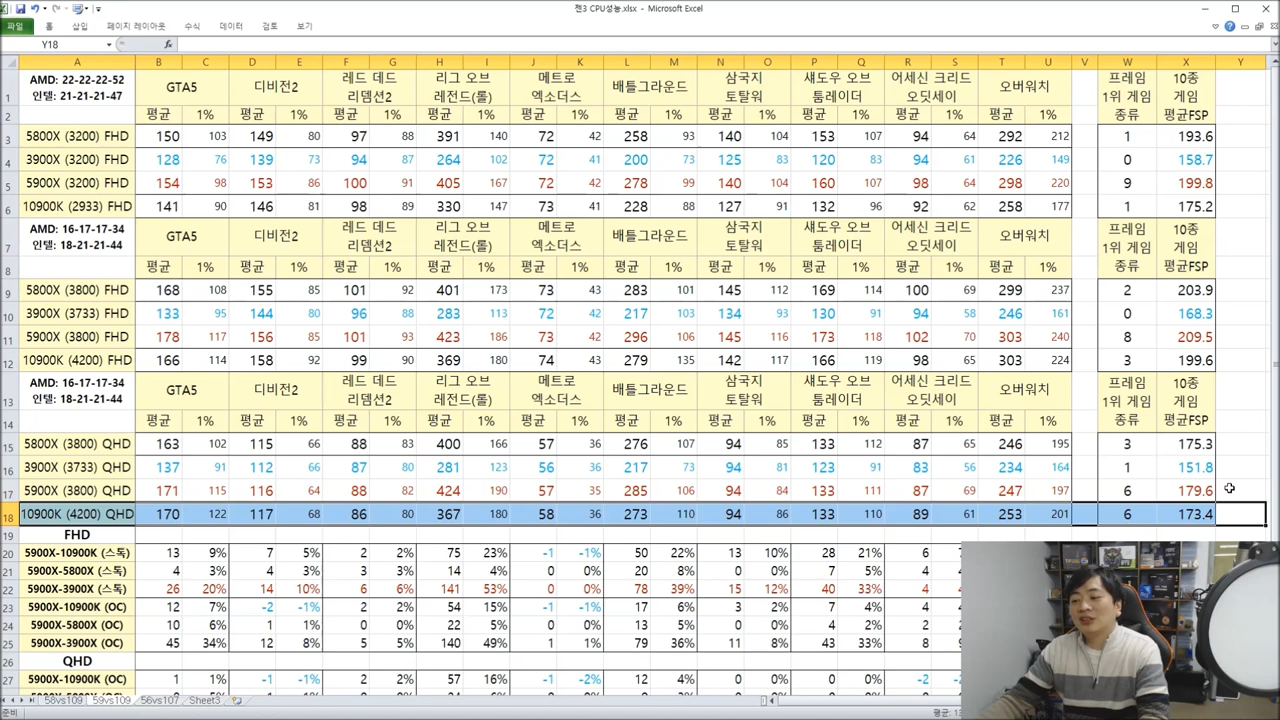 젠3 CPU성능.xlsx - Microsoft Excel
파일 홈 삽입 페이지 레이아웃 수식 데이터 검토 보기
Y18 fx
A B C D E F G H I J K L M N O P Q R S T U V W X Y
1 AMD: 22-22-22-52
인텔: 21-21-21-47 GTA5 디비전2 레드 데드
리뎀션2 리그 오브
레전드(롤) 메트로
엑소더스 배틀그라운드 삼국지
토탈워 섀도우 오브
툼레이더 어세신 크리드
오딧세이 오버워치 프레임
1위 게임
종류 10종
게임
평균FSP
2 평균 1% 평균 1% 평균 1% 평균 1% 평균 1% 평균 1% 평균 1% 평균 1% 평균 1% 평균 1%
3 5800X (3200) FHD 150 103 149 80 97 88 391 140 72 42 258 93 140 104 153 107 94 64 292 212 1 193.6
4 3900X (3200) FHD 128 76 139 73 94 87 264 102 72 41 200 73 125 83 120 83 94 61 226 149 0 158.7
5 5900X (3200) FHD 154 98 153 86 100 91 405 167 72 42 278 99 140 104 160 107 98 64 298 220 9 199.8
6 10900K (2933) FHD 141 90 146 81 98 89 330 147 73 40 228 88 127 91 132 96 92 62 258 177 1 175.2
7 AMD: 16-17-17-34
인텔: 18-21-21-44 GTA5 디비전2 레드 데드
리뎀션2 리그 오브
레전드(롤) 메트로
엑소더스 배틀그라운드 삼국지
토탈워 섀도우 오브
툼레이더 어세신 크리드
오딧세이 오버워치 프레임
1위 게임
종류 10종
게임
평균FSP
8 평균 1% 평균 1% 평균 1% 평균 1% 평균 1% 평균 1% 평균 1% 평균 1% 평균 1% 평균 1%
9 5800X (3800) FHD 168 108 155 85 101 92 401 173 73 43 283 101 145 112 169 114 100 69 299 237 2 203.9
10 3900X (3733) FHD 133 95 144 80 96 88 283 113 72 42 217 73 134 93 130 91 94 58 246 161 0 168.3
11 5900X (3800) FHD 178 117 156 86 101 93 423 186 73 42 296 106 145 116 173 118 102 70 303 240 8 209.5
12 10900K (4200) FHD 166 114 158 92 99 90 369 180 74 43 279 135 142 117 166 119 98 65 303 224 3 199.6
13 AMD: 16-17-17-34
인텔: 18-21-21-44 GTA5 디비전2 레드 데드
리뎀션2 리그 오브
레전드(롤) 메트로
엑소더스 배틀그라운드 삼국지
토탈워 섀도우 오브
툼레이더 어세신 크리드
오딧세이 오버워치 프레임
1위 게임
종류 10종
게임
평균FSP
14 평균 1% 평균 1% 평균 1% 평균 1% 평균 1% 평균 1% 평균 1% 평균 1% 평균 1% 평균 1%
15 5800X (3800) QHD 163 102 115 66 88 83 400 166 57 36 276 107 94 85 133 112 87 65 246 195 3 175.3
16 3900X (3733) QHD 137 91 112 66 87 80 281 123 56 36 217 73 94 81 123 91 83 56 234 164 1 151.8
17 5900X (3800) QHD 171 115 116 64 88 82 424 190 57 35 285 106 94 84 133 111 87 69 247 197 6 179.6
18 10900K (4200) QHD 170 122 117 68 86 80 367 180 58 36 273 110 94 86 133 110 89 61 253 201 6 173.4
19 FHD
20 5900X-10900K (스톡) 13 9% 7 5% 2 2% 75 23% -1 -1% 50 22% 13 10% 28 21% 6
21 5900X-5800X (스톡) 4 3% 4 3% 3 3% 14 4% 0 0% 20 8% 0 0% 7 5% 4
22 5900X-3900X (스톡) 26 20% 14 10% 6 6% 141 53% 0 0% 78 39% 15 12% 40 33% 4
23 5900X-10900K (OC) 12 7% -2 -1% 2 2% 54 15% -1 -1% 17 6% 3 2% 7 4% 4
24 5900X-5800X (OC) 10 6% 1 1% 0 0% 22 5% 0 0% 13 5% 0 0% 4 2% 2
25 5900X-3900X (OC) 45 34% 12 8% 5 5% 140 49% 1 1% 79 36% 11 8% 43 33% 8
26 QHD
27 5900X-10900K (OC) 1 1% -1 -1% 2 2% 57 16% -1 -2% 12 4% 0 0% 0 0% -2
58vs109 59vs109 56vs107 Sheet3
준비